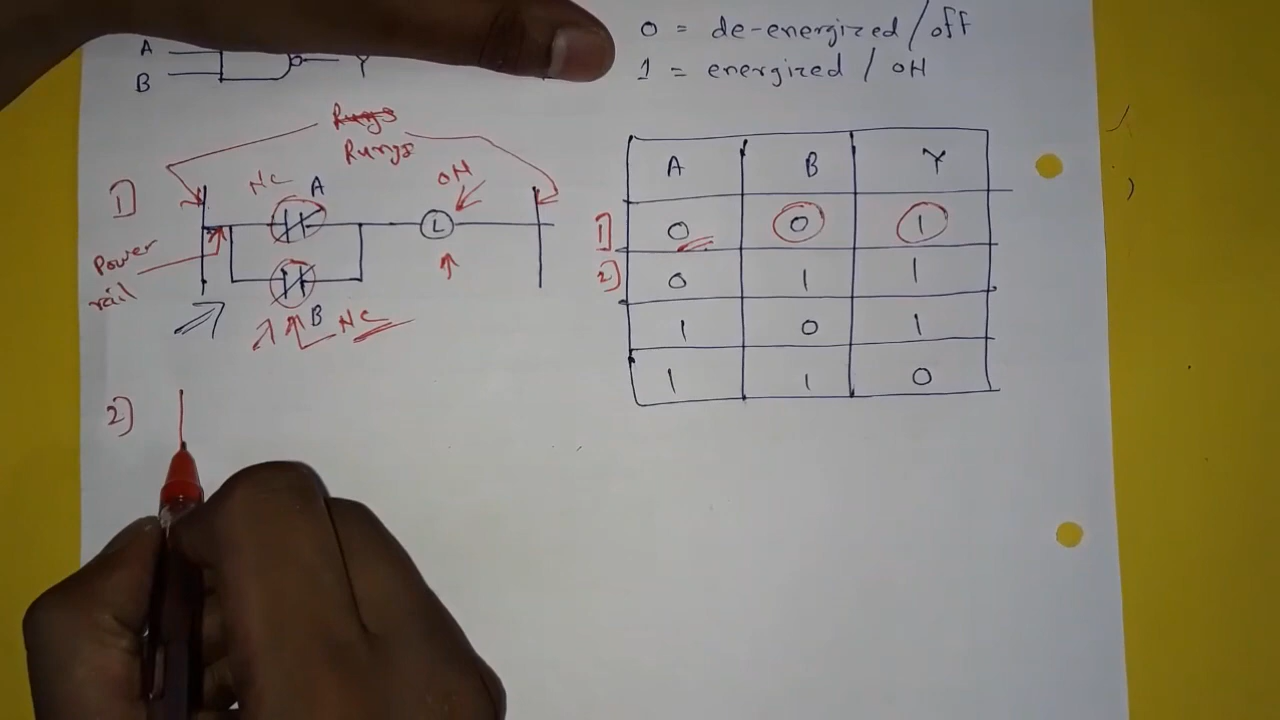 A
B
Y
0 = de-energized / off
1 = energized / ON
Rungs
Rungs
1]
NC
A
ON
L
Power
rail
B
NC
2]
A B Y
1] 0 0 1
2] 0 1 1
1 0 1
1 1 0